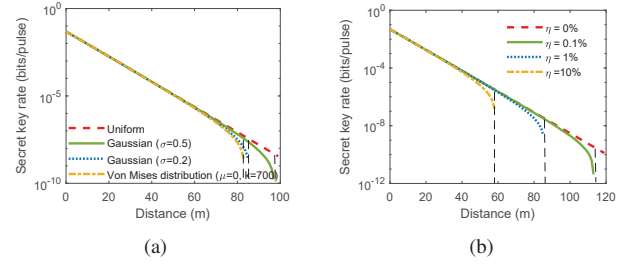 Secret key rate (bits/pulse)
10^0
10^-5
10^-10
Uniform
Gaussian (σ=0.5)
Gaussian (σ=0.2)
Von Mises distribution (μ=0, k=700)
0 20 40 60 80 100
Distance (m)
(a)
Secret key rate (bits/pulse)
10^0
10^-4
10^-8
10^-12
η = 0%
η = 0.1%
η = 1%
η =10%
0 20 40 60 80 100 120
Distance (m)
(b)